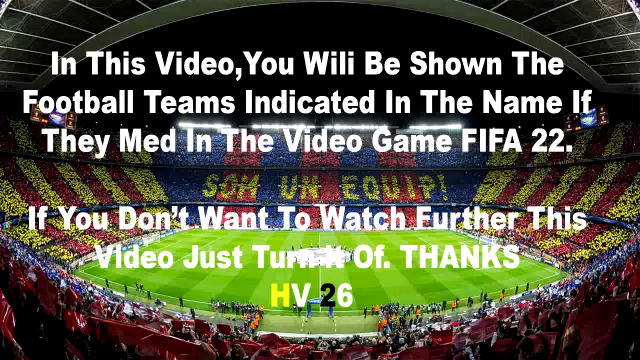 In This Video,You Wili Be Shown The
Football Teams Indicated In The Name If
They Med In The Video Game FIFA 22.
SOM UN EQUIP!
If You Don't Want To Watch Further This
Video Just Turn It Of. THANKS
HV 26